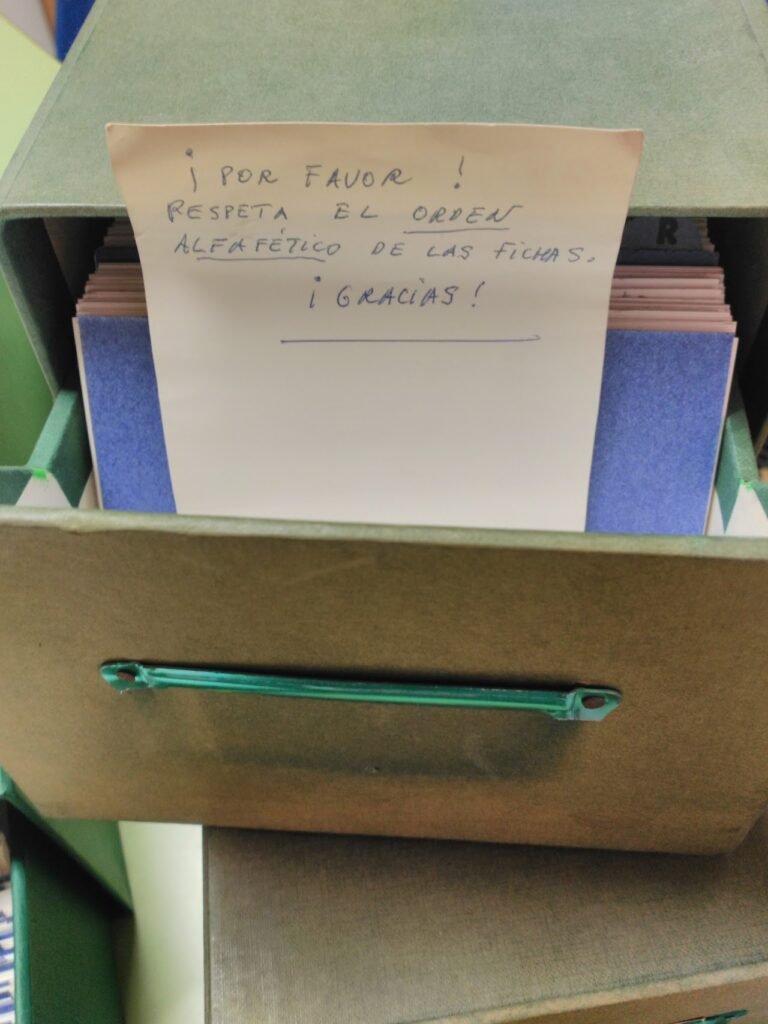 ¡ POR FAVOR !
RESPETA EL ORDEN
ALFAFÉTICO DE LAS FICHAS.
¡ GRACIAS !
R